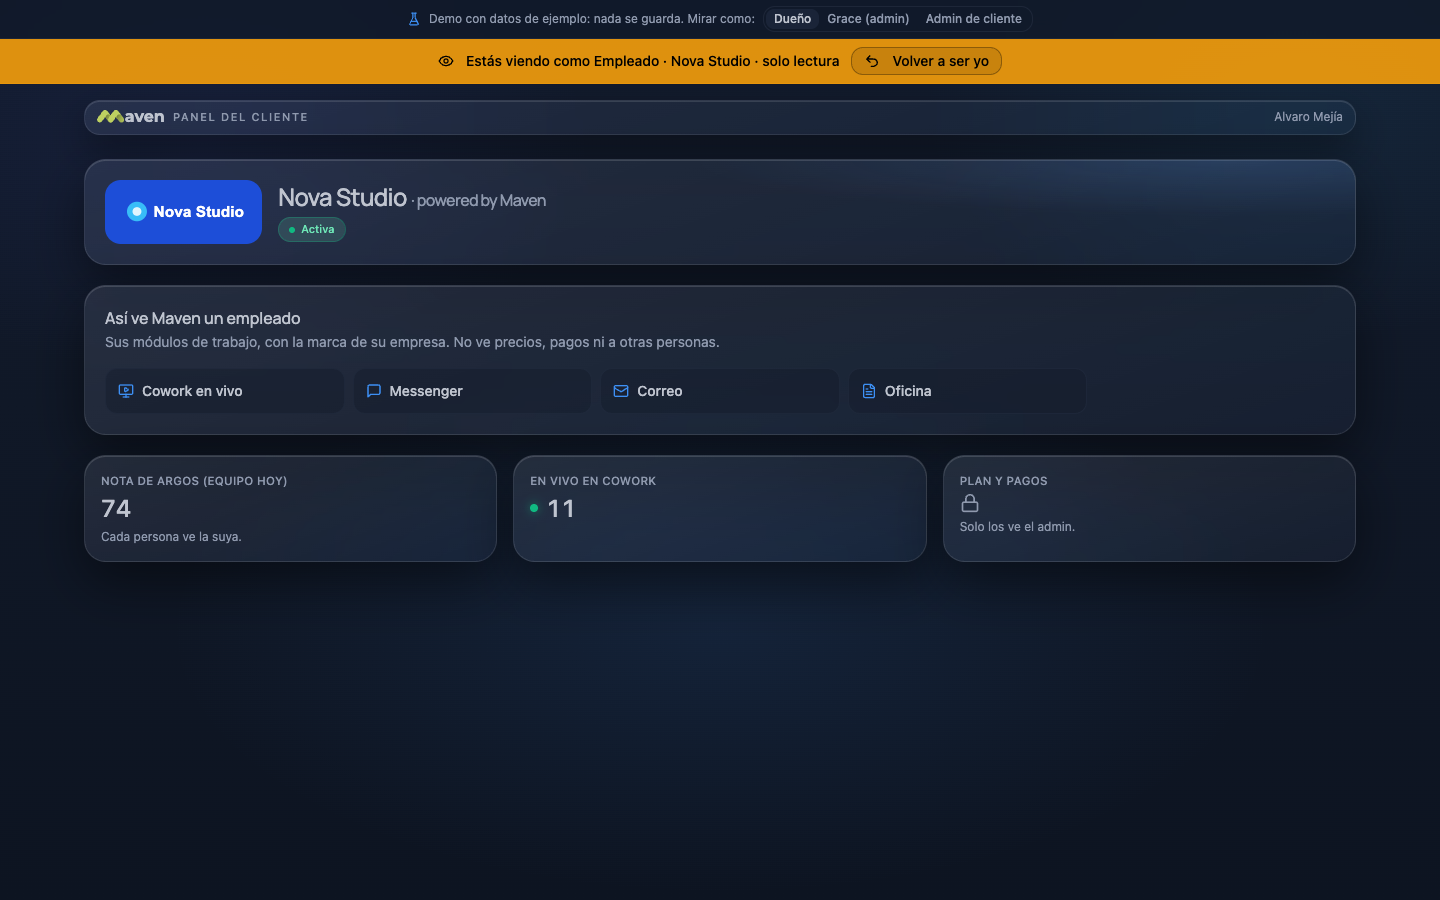 Demo con datos de ejemplo: nada se guarda. Mirar como: Dueño Grace (admin) Admin de cliente
Estás viendo como Empleado · Nova Studio · solo lectura Volver a ser yo
Maven PANEL DEL CLIENTE Alvaro Mejía
Nova Studio
Nova Studio · powered by Maven
Activa
Así ve Maven un empleado
Sus módulos de trabajo, con la marca de su empresa. No ve precios, pagos ni a otras personas.
Cowork en vivo Messenger Correo Oficina
NOTA DE ARGOS (EQUIPO HOY)
74
Cada persona ve la suya.
EN VIVO EN COWORK
11
PLAN Y PAGOS
Solo los ve el admin.